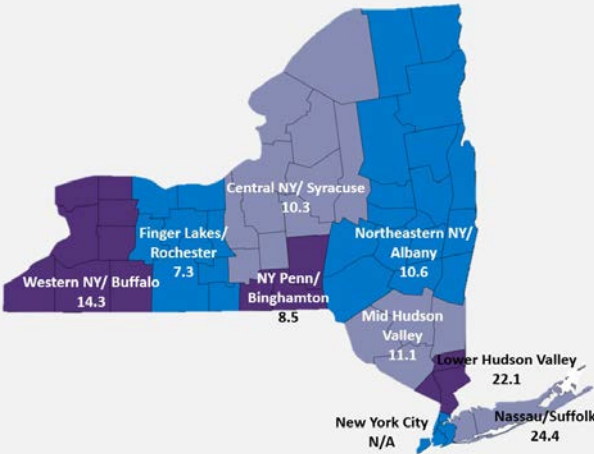 Central NY/ Syracuse
10.3
Finger Lakes/
Rochester
7.3
Northeastern NY/
Albany
10.6
Western NY/ Buffalo
14.3
NY Penn/
Binghamton
8.5
Mid Hudson
Valley
11.1
Lower Hudson Valley
22.1
New York City
N/A
Nassau/Suffolk
24.4